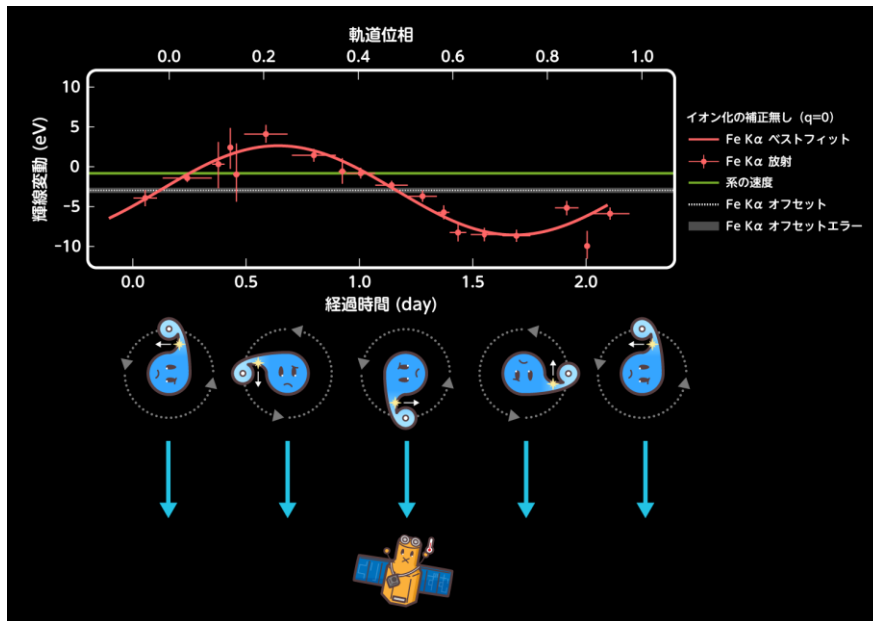 軌道位相
0.0 0.2 0.4 0.6 0.8 1.0
10
5
0
-5
-10
輝線変動 (eV)
0.0 0.5 1.0 1.5 2.0
経過時間 (day)
イオン化の補正無し (q=0)
Fe Kα ベストフィット
Fe Kα 放射
系の速度
Fe Kα オフセット
Fe Kα オフセットエラー